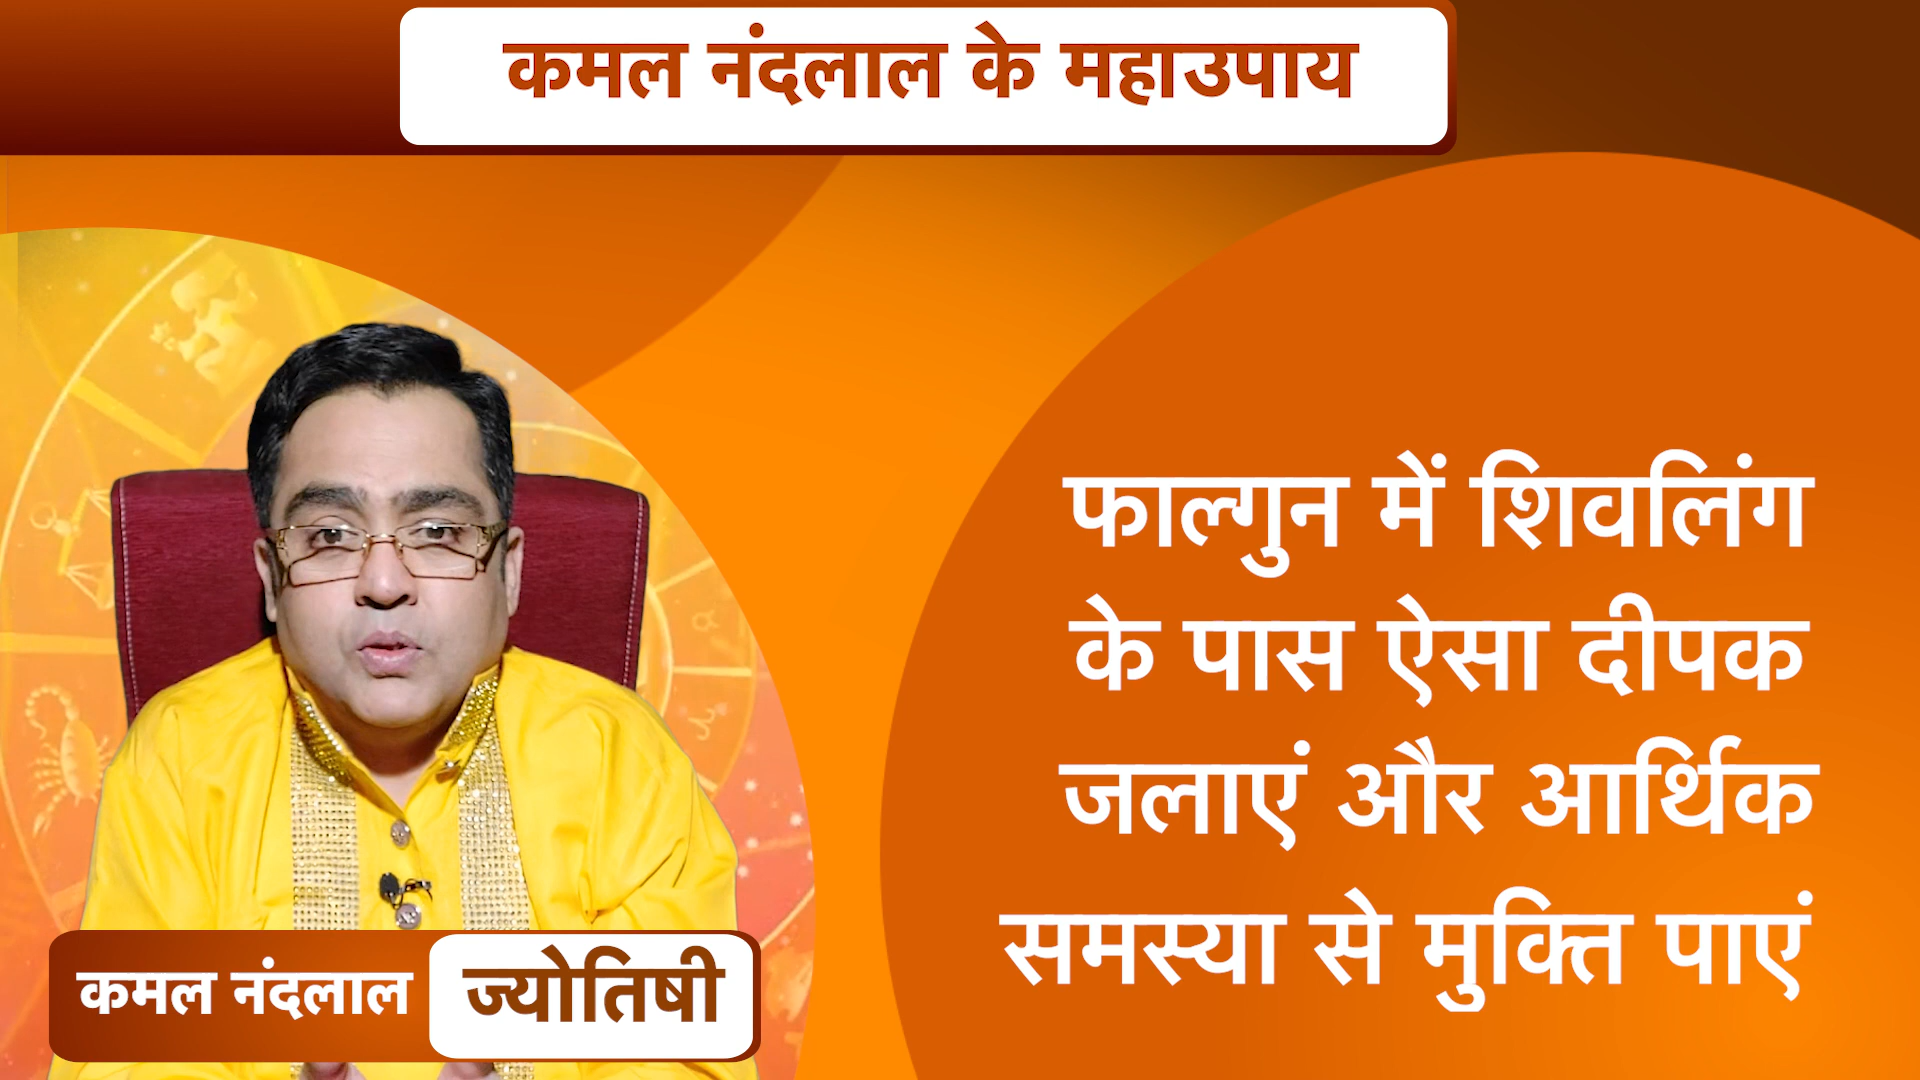 कमल नंदलाल के महाउपाय
फाल्गुन में शिवलिंग
के पास ऐसा दीपक
जलाएं और आर्थिक
समस्या से मुक्ति पाएं
कमल नंदलाल ज्योतिषी